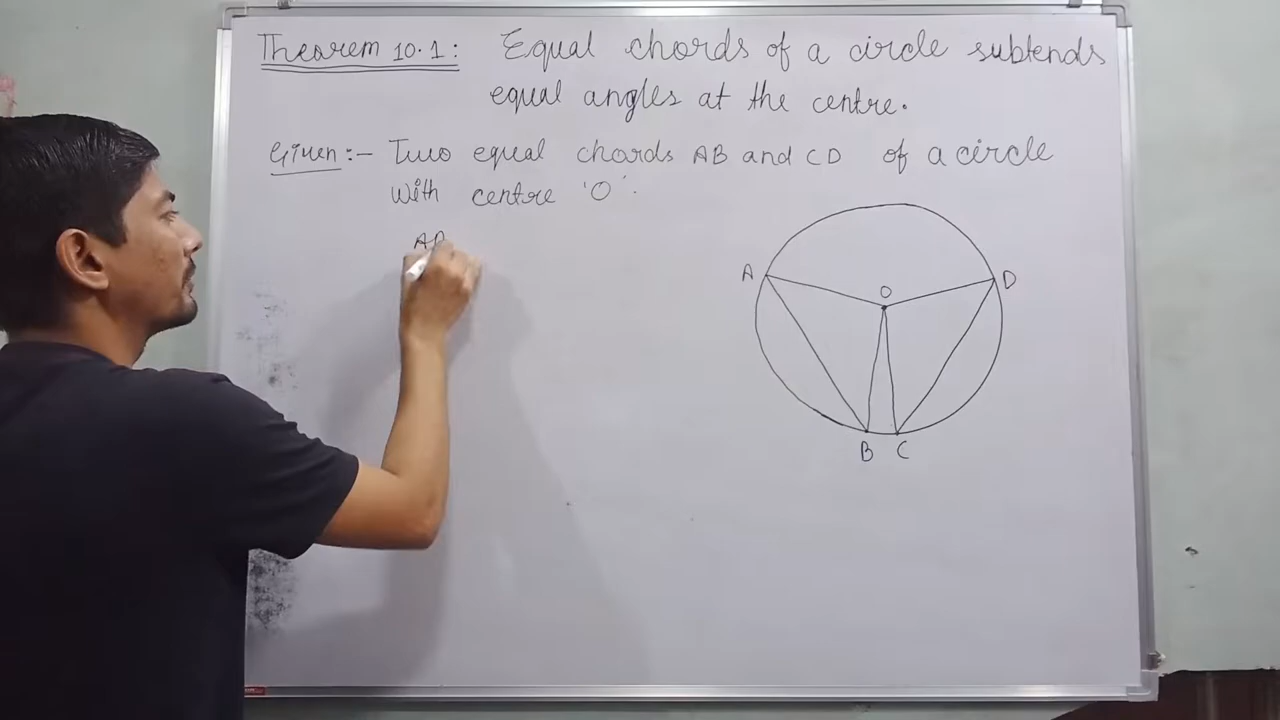 Theorem 10.1: Equal chords of a circle subtends
equal angles at the centre.
Given:- Two equal chords AB and CD of a circle
with centre 'O'.
A
O
D
B C